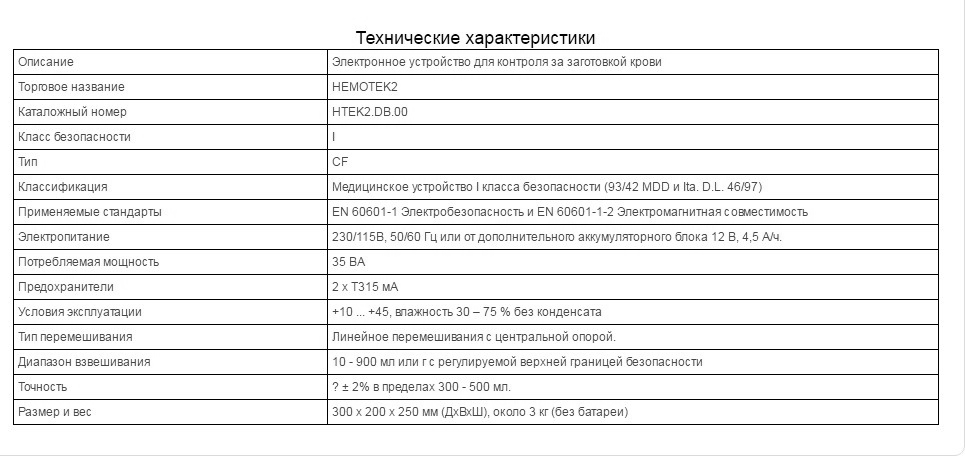 Технические характеристики
Описание Электронное устройство для контроля за заготовкой крови
Торговое название HEMOTEK2
Каталожный номер HTEK2.DB.00
Класс безопасности I
Тип CF
Классификация Медицинское устройство I класса безопасности (93/42 MDD и Ita. D.L. 46/97)
Применяемые стандарты EN 60601-1 Электробезопасность и EN 60601-1-2 Электромагнитная совместимость
Электропитание 230/115В, 50/60 Гц или от дополнительного аккумуляторного блока 12 В, 4,5 А/ч.
Потребляемая мощность 35 ВА
Предохранители 2 x T315 мА
Условия эксплуатации +10 ... +45, влажность 30 – 75 % без конденсата
Тип перемешивания Линейное перемешивания с центральной опорой.
Диапазон взвешивания 10 - 900 мл или г с регулируемой верхней границей безопасности
Точность ? ± 2% в пределах 300 - 500 мл.
Размер и вес 300 x 200 x 250 мм (ДхВхШ), около 3 кг (без батареи)